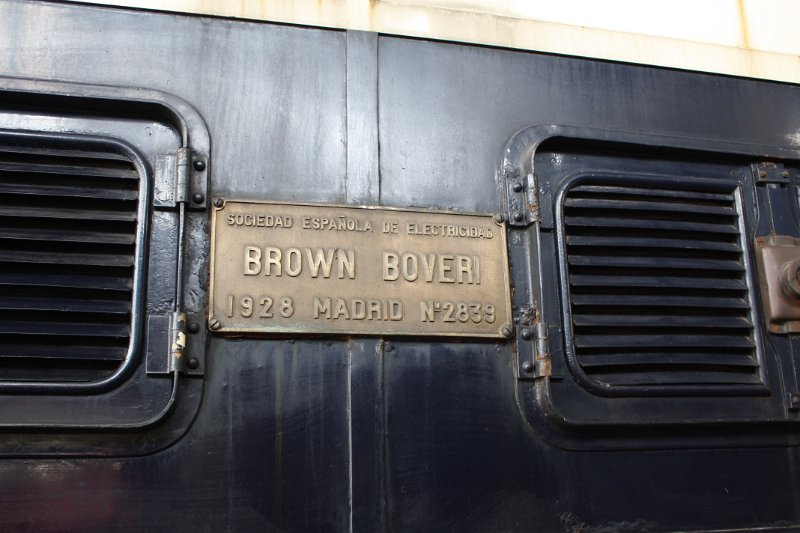 SOCIEDAD ESPAÑOLA DE ELECTRICIDAD
BROWN BOVERI
1928 MADRID Nº2839